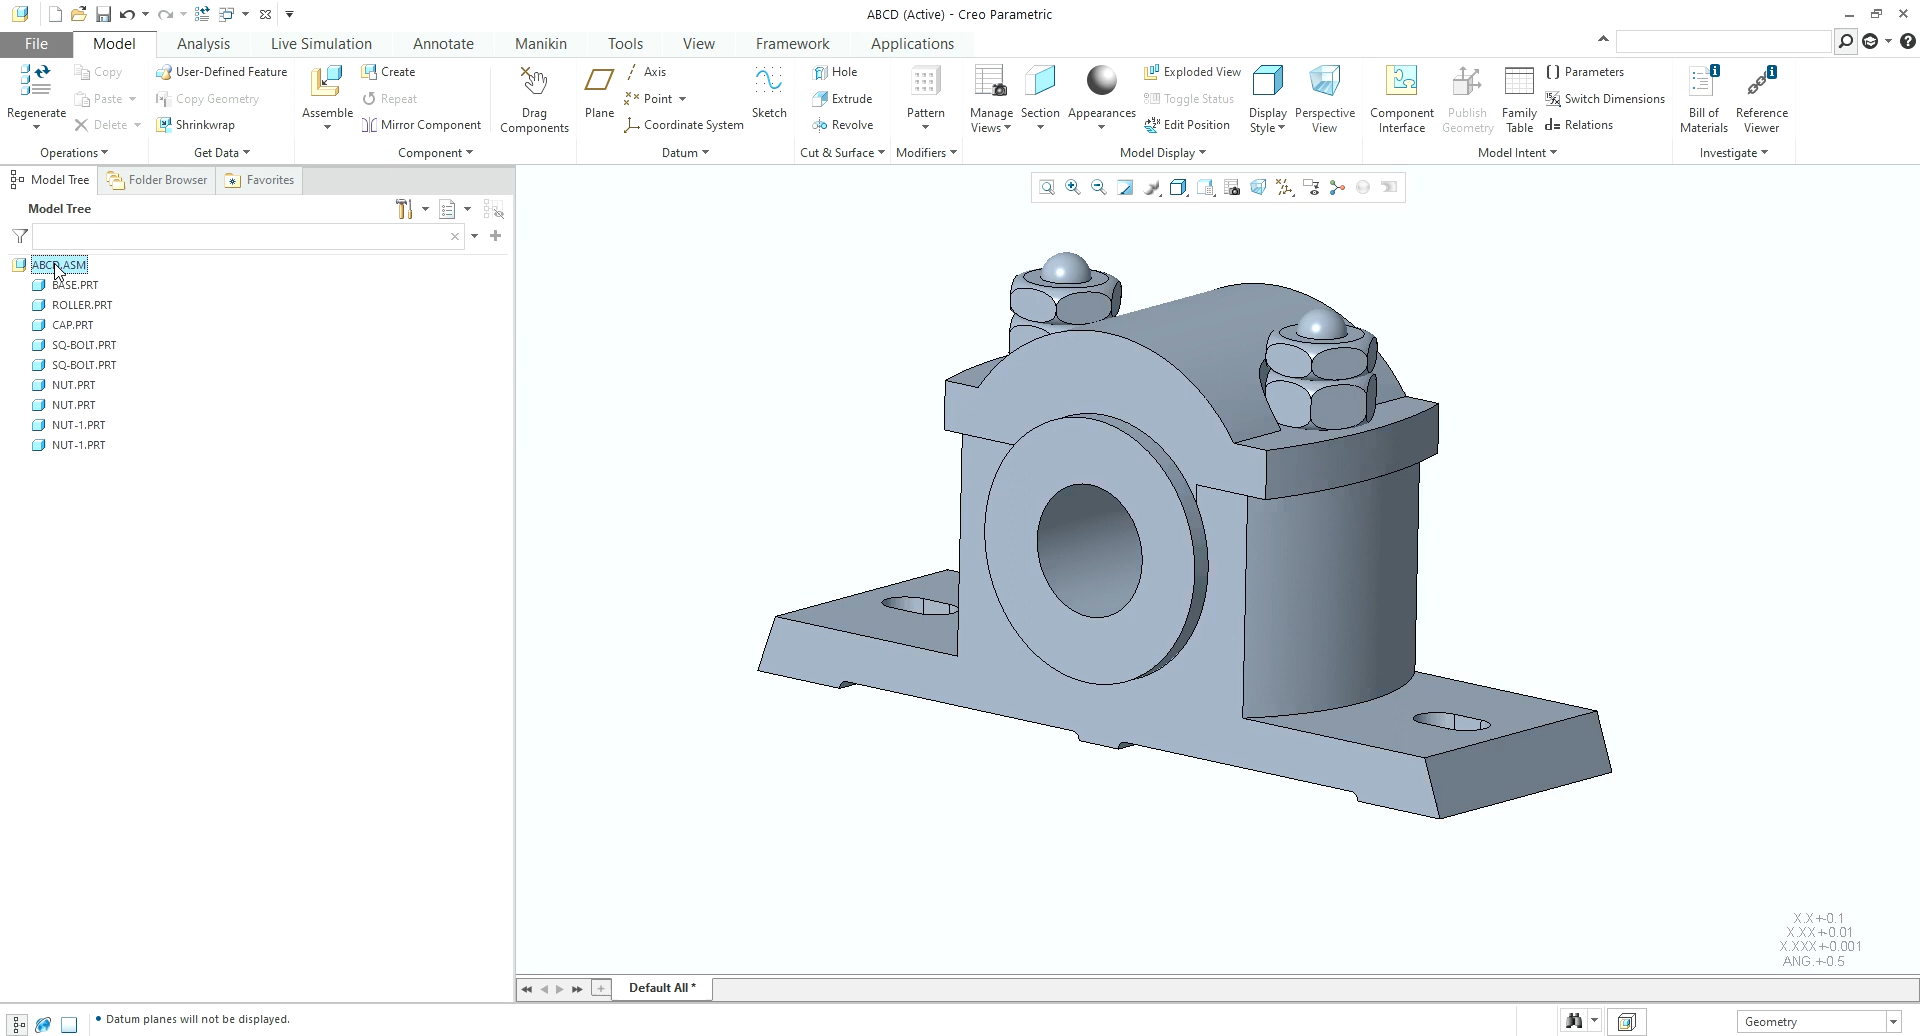 ABCD (Active) - Creo Parametric
File Model Analysis Live Simulation Annotate Manikin Tools View Framework Applications
Regenerate
Copy
Paste
Delete
Operations
User-Defined Feature
Copy Geometry
Shrinkwrap
Get Data
Assemble
Create
Repeat
Mirror Component
Component
Drag
Components
Plane
Axis
Point
Coordinate System
Sketch
Datum
Hole
Extrude
Revolve
Cut & Surface
Pattern
Modifiers
Manage
Views
Section
Appearances
Exploded View
Toggle Status
Edit Position
Display
Style
Perspective
View
Model Display
Component
Interface
Publish
Geometry
Family
Table
Parameters
Switch Dimensions
d= Relations
Model Intent
Bill of
Materials
Reference
Viewer
Investigate
Model Tree Folder Browser Favorites
Model Tree
ABCD.ASM
BASE.PRT
ROLLER.PRT
CAP.PRT
SQ-BOLT.PRT
SQ-BOLT.PRT
NUT.PRT
NUT.PRT
NUT-1.PRT
NUT-1.PRT
X.X+-0.1
X.XX+-0.01
X.XXX+-0.001
ANG.+-0.5
Default All *
• Datum planes will not be displayed.
Geometry